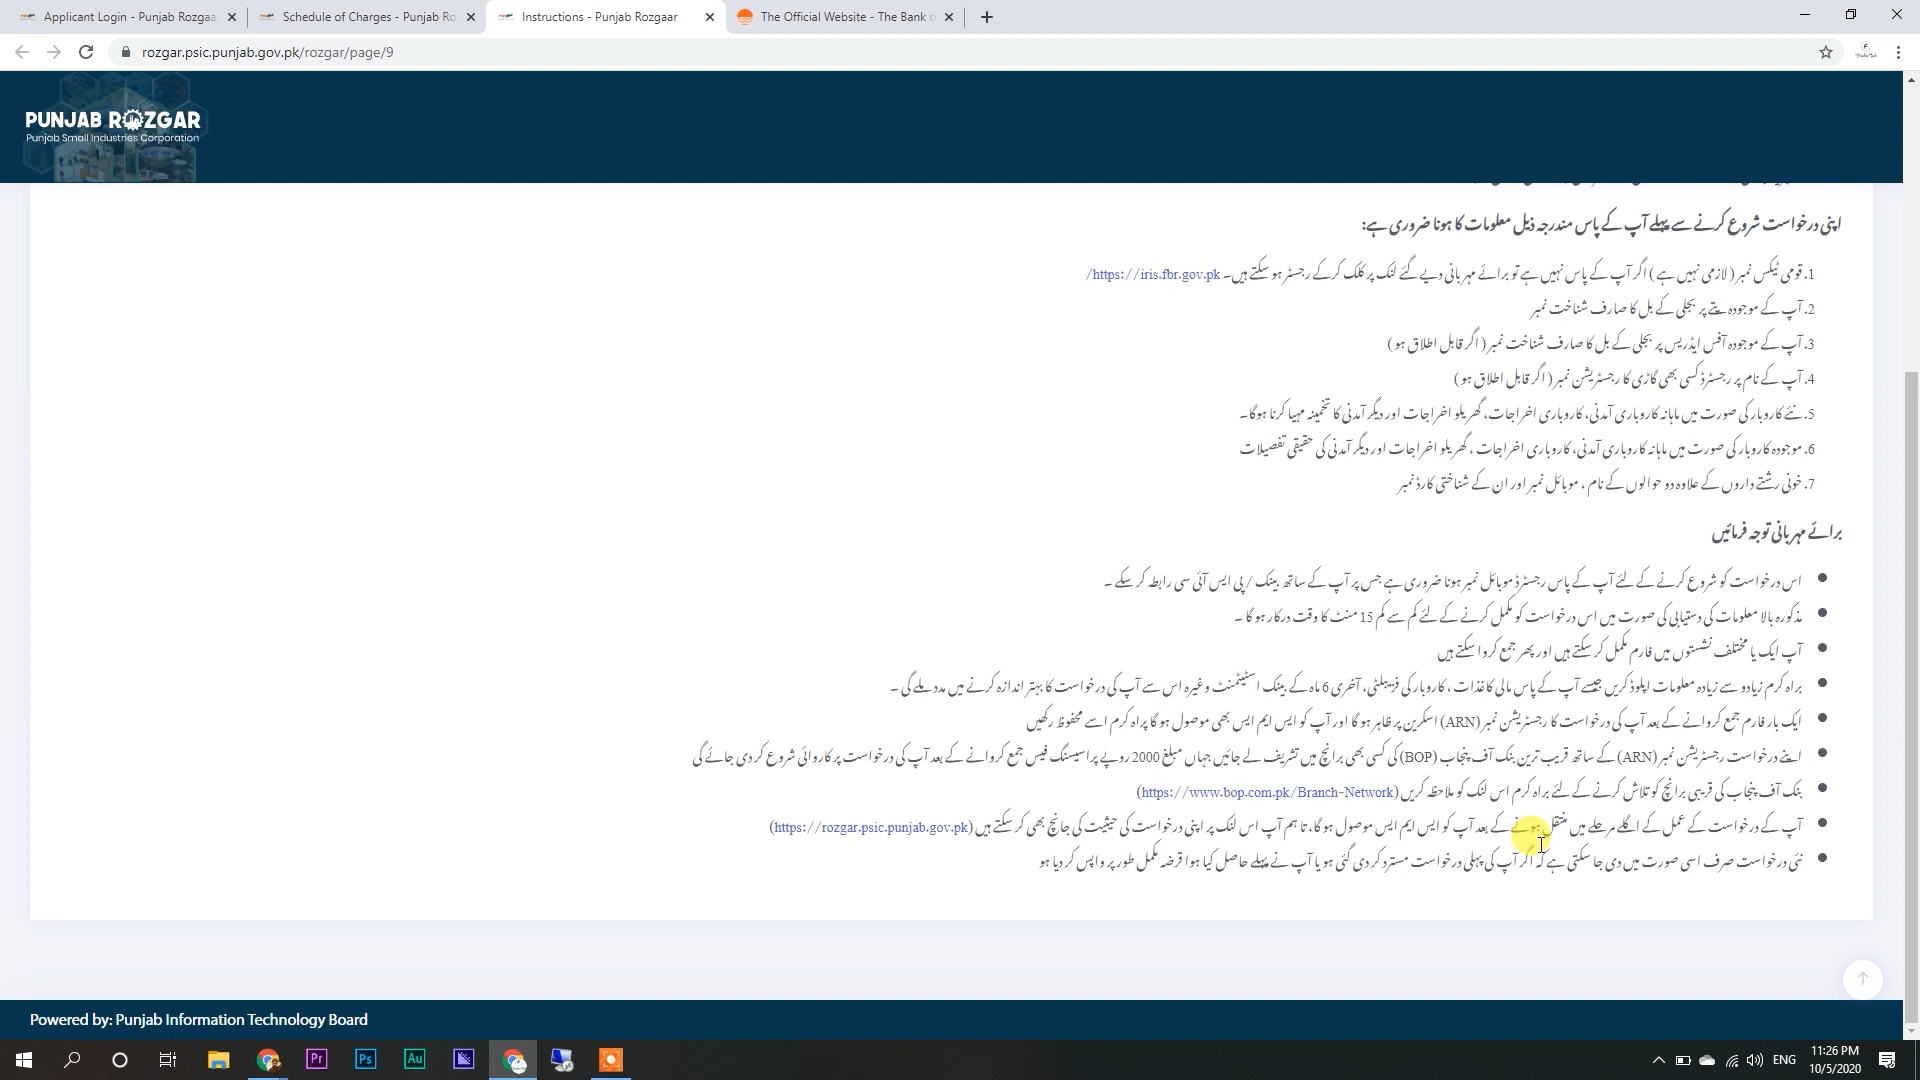 Applicant Login - Punjab Rozgaa
Schedule of Charges - Punjab Ro
Instructions - Punjab Rozgaar
The Official Website - The Bank o
rozgar.psic.punjab.gov.pk/rozgar/page/9
PUNJAB ROZGAR
Punjab Small Industries Corporation
اپنی درخواست شروع کرنے سے پہلے آپ کے پاس مندرجہ ذیل معلومات کا ہونا ضروری ہے:
1. قومی ٹیکس نمبر ( لازمی نہیں ہے ) اگر آپ کے پاس نہیں ہے تو برائے مہربانی دیے گئے لنک پر کلک کرکے رجسٹر ہو سکتے ہیں۔ https://iris.fbr.gov.pk/
2. آپ کے موجودہ پتے پر بجلی کے بل کا صارف شناخت نمبر
3. آپ کے موجودہ آفس ایڈریس پر بجلی کے بل کا صارف شناخت نمبر ( اگر قابل اطلاق ہو )
4. آپ کے نام پر رجسٹرڈ کسی بھی گاڑی کا رجسٹریشن نمبر ( اگر قابل اطلاق ہو )
5. نئے کاروبار کی صورت میں ماہانہ کاروباری آمدنی، کاروباری اخراجات، گھریلو اخراجات اور دیگر آمدنی کا تخمینہ مہیا کرنا ہوگا۔
6. موجودہ کاروبار کی صورت میں ماہانہ کاروباری آمدنی، کاروباری اخراجات ، گھریلو اخراجات اور دیگر آمدنی کی حقیقی تفصیلات
7. خونی رشتے داروں کے علاوہ دو حوالوں کے نام ، موبائل نمبر اور ان کے شناختی کارڈ نمبر
برائے مہربانی توجہ فرمائیں
اس درخواست کو شروع کرنے کے لئے آپ کے پاس رجسٹرڈ موبائل نمبر ہونا ضروری ہے جس پر آپ کے ساتھ بینک / پی ایس آئی سی رابطہ کر سکے ۔
مذکورہ بالا معلومات کی دستیابی کی صورت میں اس درخواست کو مکمل کرنے کے لئے کم سے کم 15 منٹ کا وقت درکار ہو گا ۔
آپ ایک یا مختلف نشستوں میں فارم مکمل کر سکتے ہیں اور پھر جمع کروا سکتے ہیں
براہ کرم زیادو سے زیادہ معلومات اپلوڈ کریں جیسے آپ کے پاس مالی کاغذات ، کاروبار کی فزیبلٹی، آخری 6 ماہ کے بینک اسٹیٹمنٹ وغیرہ اس سے آپ کی درخواست کا بہتر اندازہ کرنے میں مدد ملے گی ۔
ایک بار فارم جمع کروانے کے بعد آپ کی درخواست کا رجسٹریشن نمبر (ARN) اسکرین پر ظاہر ہو گا اور آپ کو ایس ایم ایس بھی موصول ہو گا براہ کرم اسے محفوظ رکھیں
اپنے درخواست رجسٹریشن نمبر (ARN) کے ساتھ قریب ترین بنک آف پنجاب (BOP) کی کسی بھی برانچ میں تشریف لے جائیں جہاں مبلغ 2000 روپے پراسیسنگ فیس جمع کروانے کے بعد آپ کی درخواست پر کاروائی شروع کر دی جائے گی
بنک آف پنجاب کی قریبی برانچ کو تلاش کرنے کے لئے براہ کرم اس لنک کو ملاحظہ کریں (https://www.bop.com.pk/Branch-Network)
آپ کے درخواست کے عمل کے اگلے مرحلے میں منتقل ہونے کے بعد آپ کو ایس ایم ایس موصول ہو گا، تاہم آپ اس لنک پر اپنی درخواست کی حیثیت کی جانچ بھی کر سکتے ہیں (https://rozgar.psic.punjab.gov.pk)
نئی درخواست صرف اسی صورت میں دی جا سکتی ہے کہ اگر آپ کی پہلی درخواست مسترد کر دی گئی ہو یا آپ نے پہلے حاصل کیا ہوا قرضہ مکمل طور پر واپس کر دیا ہو
Powered by: Punjab Information Technology Board
Pr
Ps
Au
ENG
11:26 PM
10/5/2020